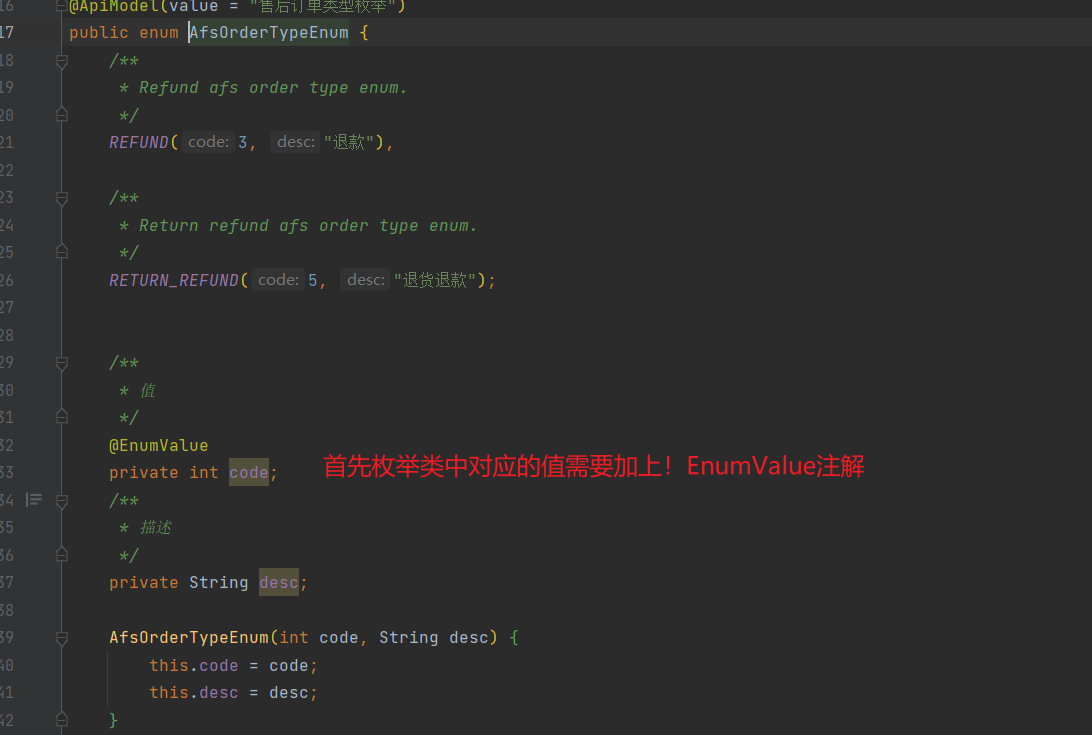 16 @ApiModel(value = "售后订单类型枚举")
17 public enum AfsOrderTypeEnum {
18 /**
19 * Refund afs order type enum.
20 */
21 REFUND( code: 3, desc: "退款"),
22
23 /**
24 * Return refund afs order type enum.
25 */
26 RETURN_REFUND( code: 5, desc: "退货退款");
27
28
29 /**
30 * 值
31 */
32 @EnumValue
33 private int code; 首先枚举类中对应的值需要加上！EnumValue注解
34 /**
35 * 描述
36 */
37 private String desc;
38
39 AfsOrderTypeEnum(int code, String desc) {
40 this.code = code;
41 this.desc = desc;
42 }